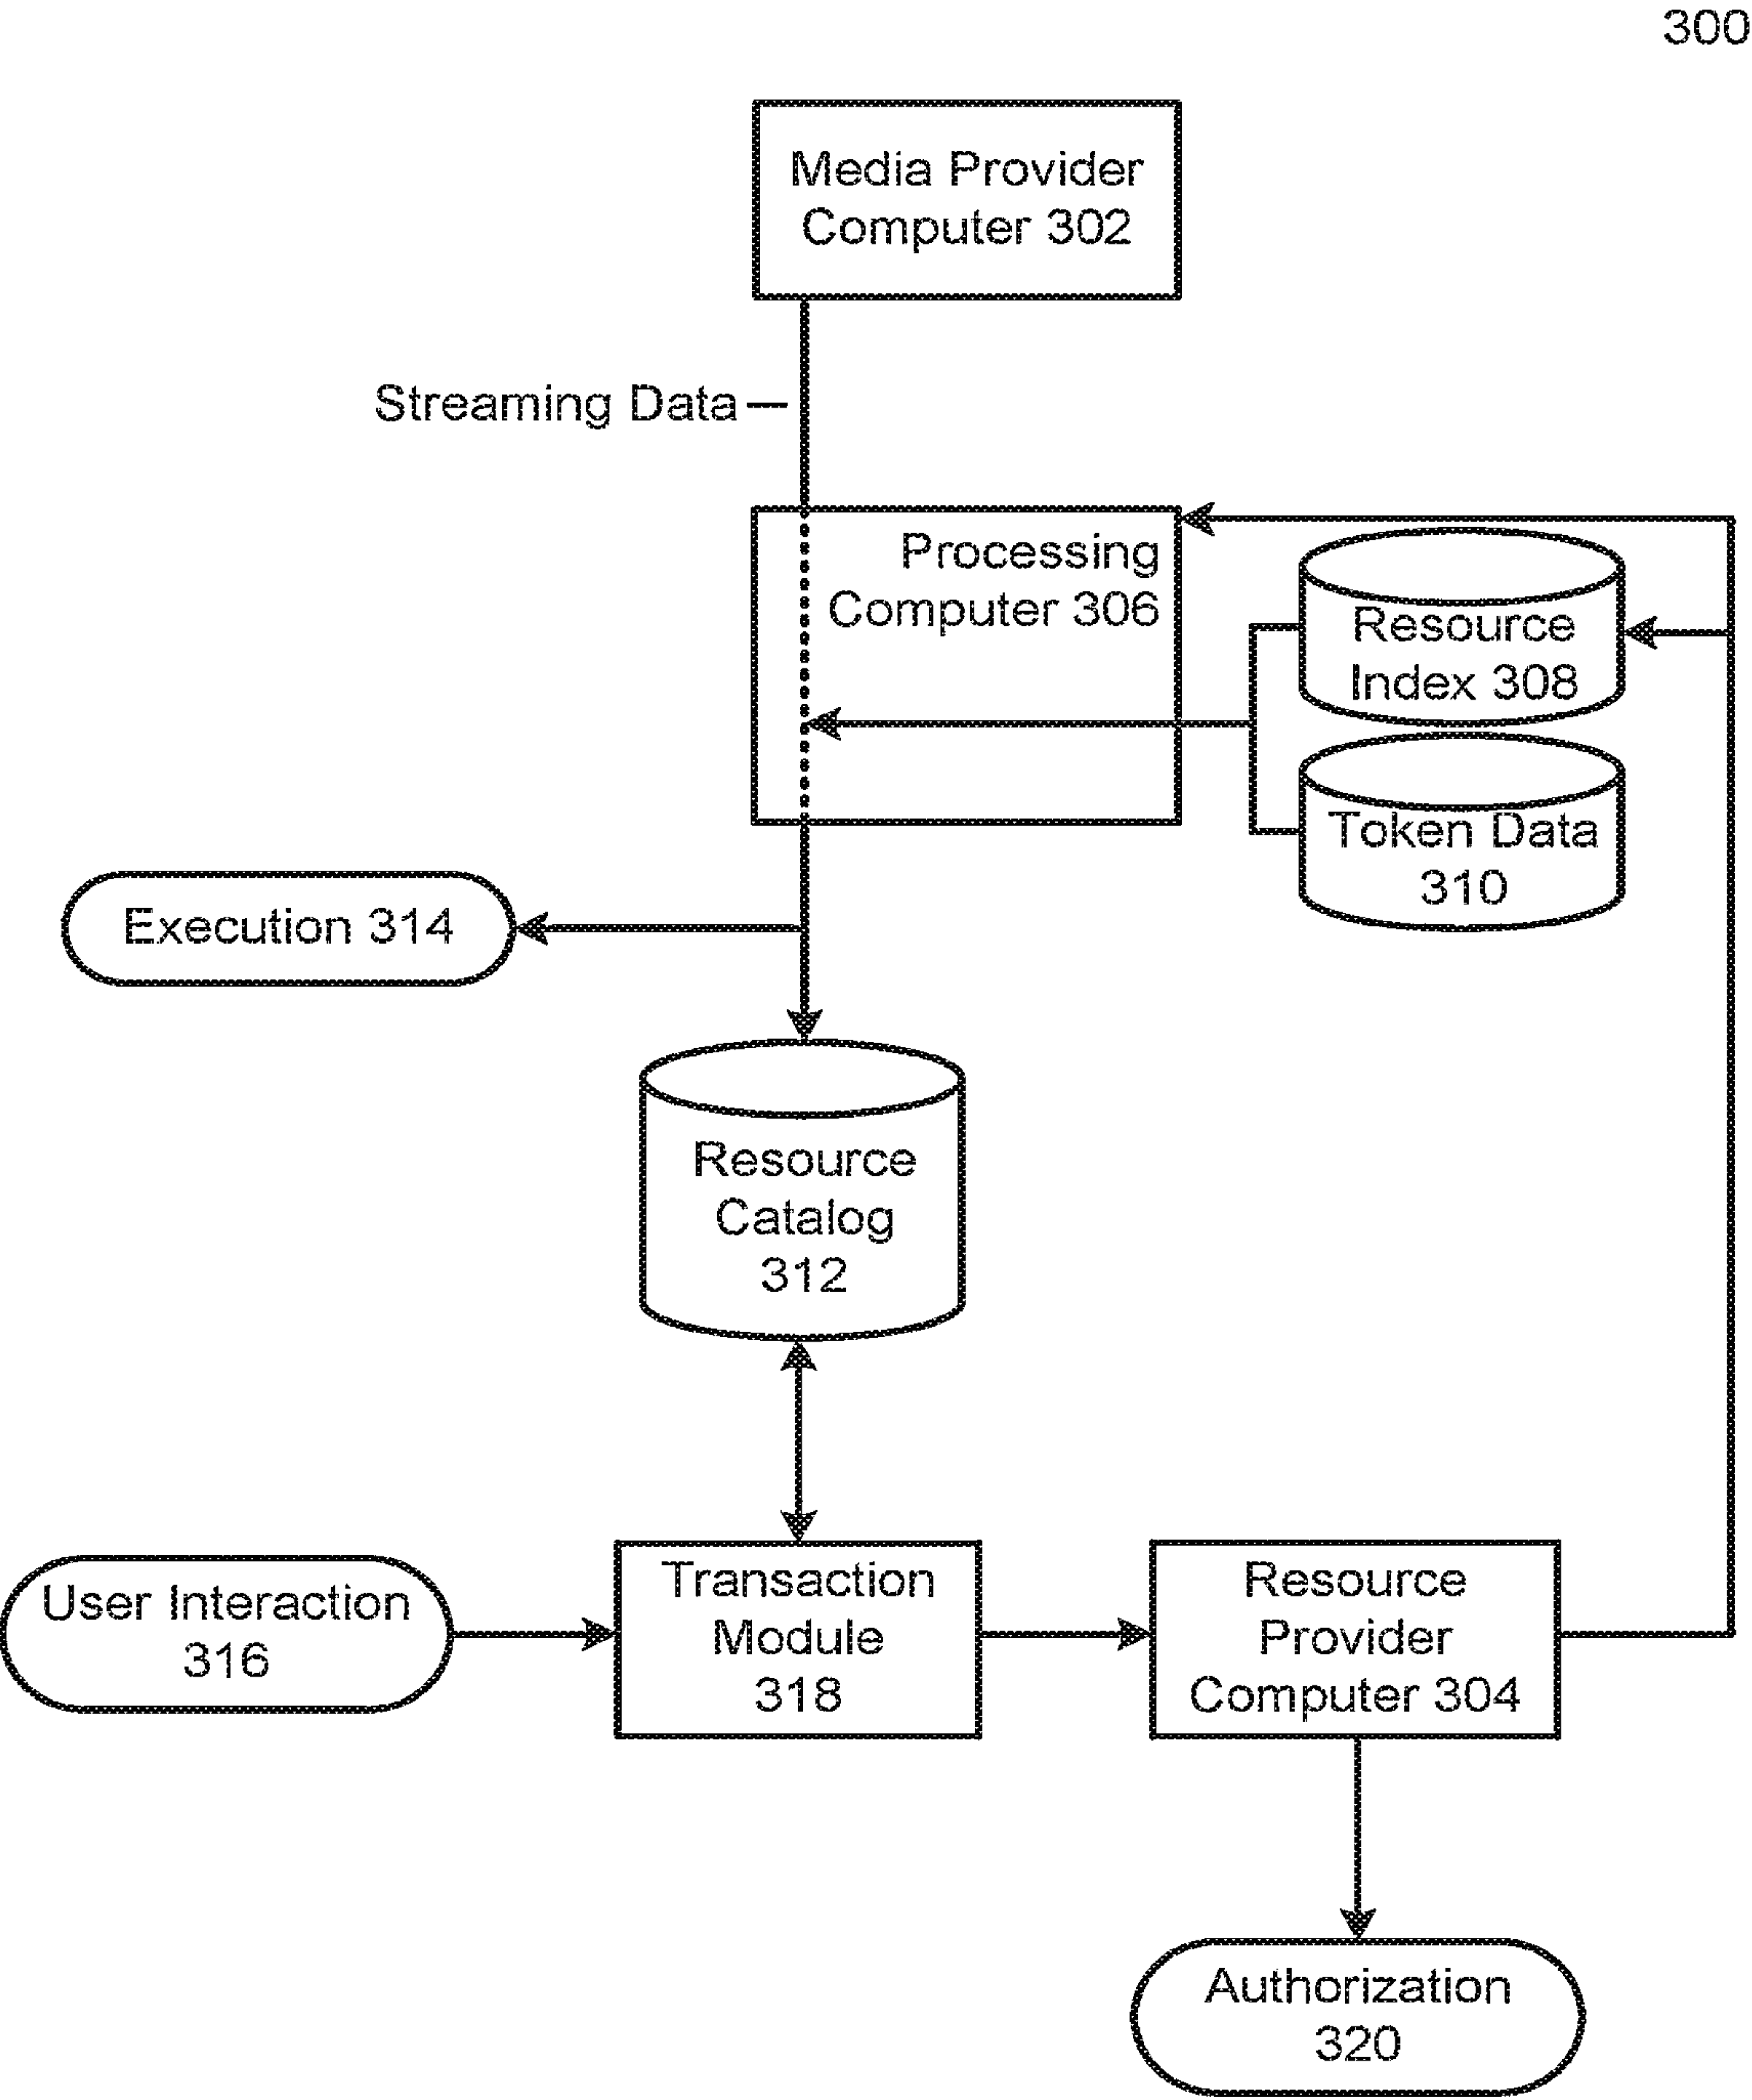 300
Media Provider
Computer 302
Streaming Data
Processing
Computer 306
Resource
Index 308
Token Data
310
Execution 314
Resource
Catalog
312
User Interaction
316
Transaction
Module
318
Resource
Provider
Computer 304
Authorization
320